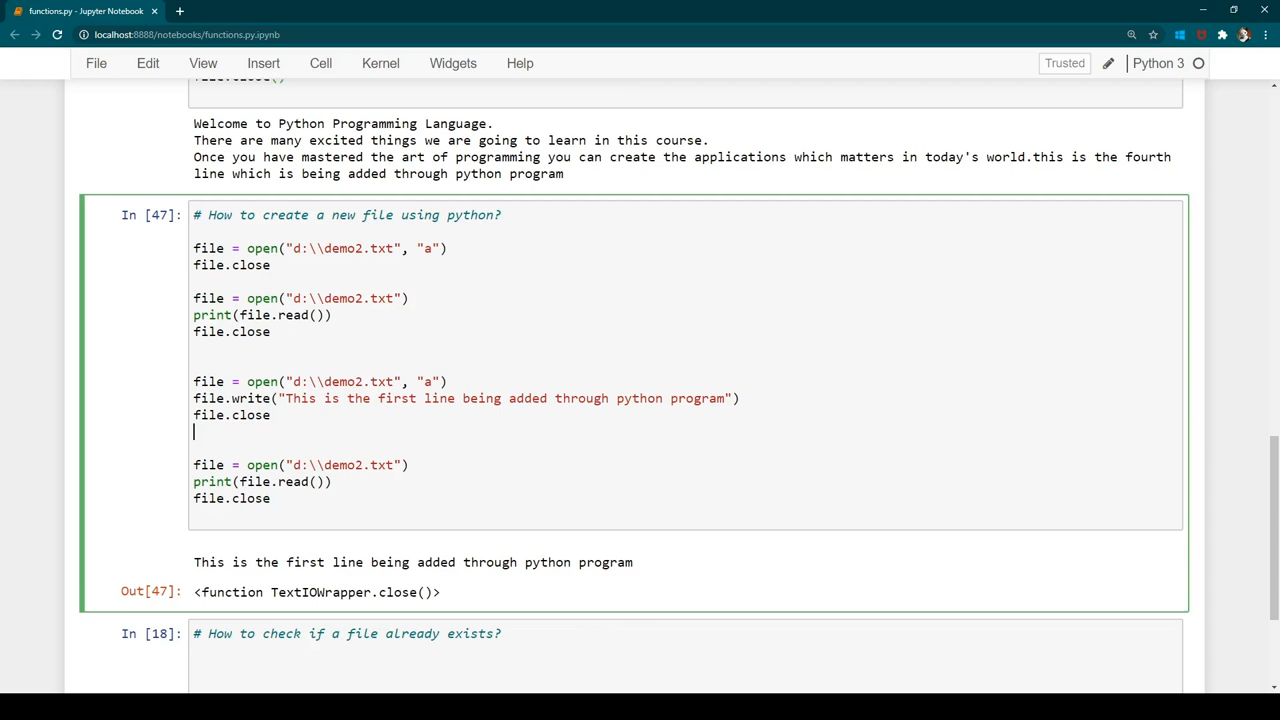 functions.py - Jupyter Notebook
localhost:8888/notebooks/functions.py.ipynb
File Edit View Insert Cell Kernel Widgets Help Trusted Python 3
file.close()
Welcome to Python Programming Language.
There are many excited things we are going to learn in this course.
Once you have mastered the art of programming you can create the applications which matters in today's world.this is the fourth
line which is being added through python program
In [47]: # How to create a new file using python?
file = open("d:\\demo2.txt", "a")
file.close
file = open("d:\\demo2.txt")
print(file.read())
file.close
file = open("d:\\demo2.txt", "a")
file.write("This is the first line being added through python program")
file.close
file = open("d:\\demo2.txt")
print(file.read())
file.close
This is the first line being added through python program
Out[47]: <function TextIOWrapper.close()>
In [18]: # How to check if a file already exists?